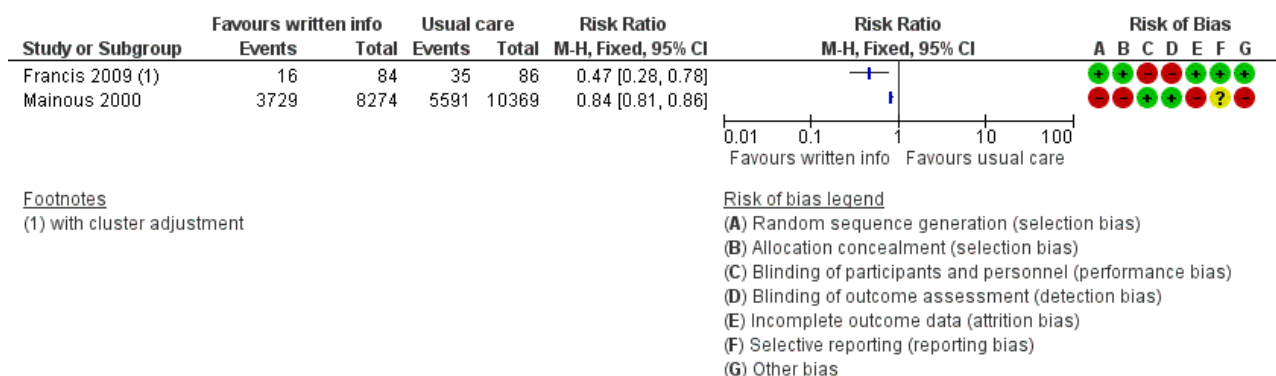 Favours written info Usual care Risk Ratio Risk Ratio Risk of Bias
Study or Subgroup Events Total Events Total M-H, Fixed, 95% CI M-H, Fixed, 95% CI A B C D E F G
Francis 2009 (1) 16 84 35 86 0.47 [0.28, 0.78] + + - - + + +
Mainous 2000 3729 8274 5591 10369 0.84 [0.81, 0.86] - - + + - ? -
0.01 0.1 1 10 100
Favours written info Favours usual care
Footnotes
(1) with cluster adjustment
Risk of bias legend
(A) Random sequence generation (selection bias)
(B) Allocation concealment (selection bias)
(C) Blinding of participants and personnel (performance bias)
(D) Blinding of outcome assessment (detection bias)
(E) Incomplete outcome data (attrition bias)
(F) Selective reporting (reporting bias)
(G) Other bias